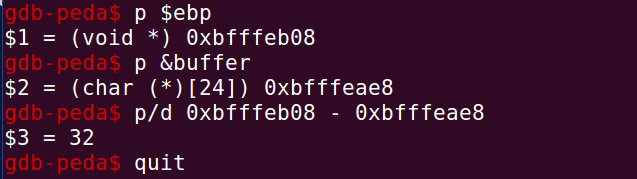 gdb-peda$ p $ebp
$1 = (void *) 0xbfffeb08
gdb-peda$ p &buffer
$2 = (char (*)[24]) 0xbfffeae8
gdb-peda$ p/d 0xbfffeb08 - 0xbfffeae8
$3 = 32
gdb-peda$ quit